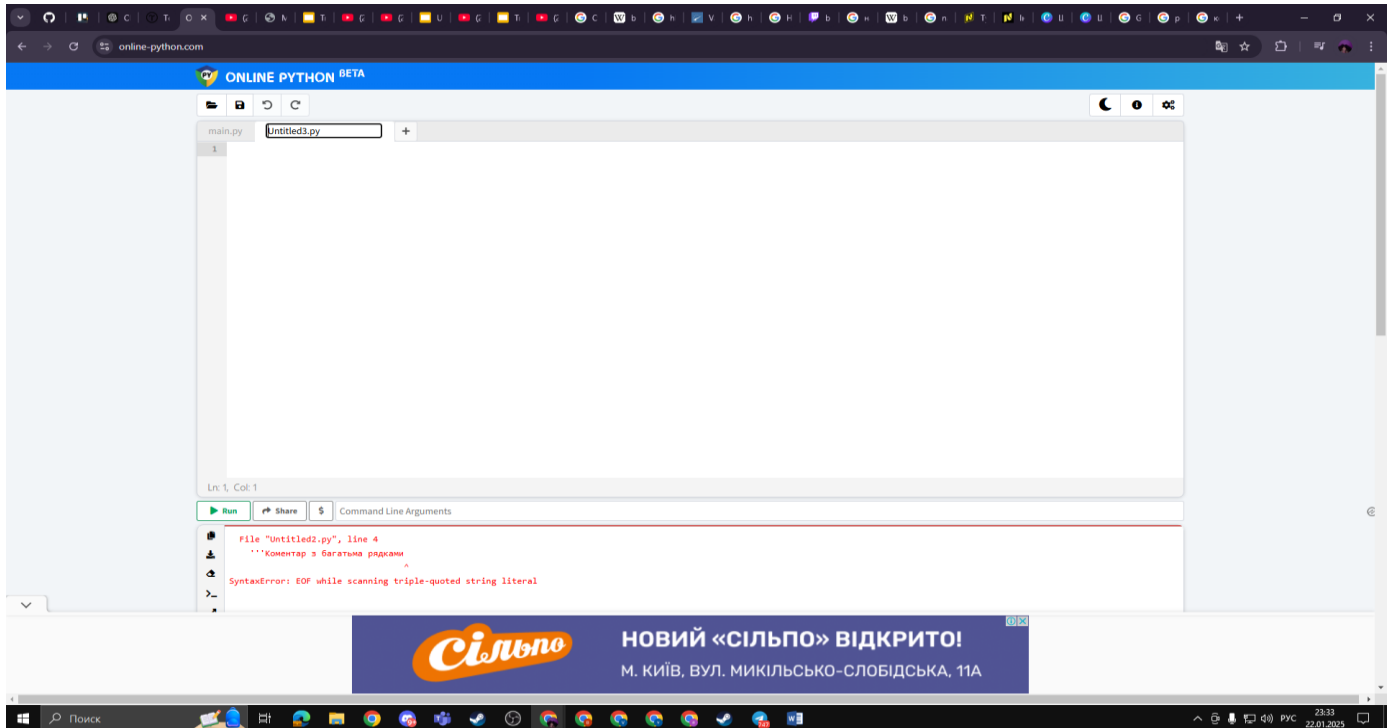 online-python.com
ONLINE PYTHON BETA
main.py Untitled3.py +
1
Ln: 1, Col: 1
Run Share $ Command Line Arguments
File "Untitled2.py", line 4
'''Коментар з багатьма рядками
^
SyntaxError: EOF while scanning triple-quoted string literal
Сільпо
НОВИЙ «СІЛЬПО» ВІДКРИТО!
М. КИЇВ, ВУЛ. МИКІЛЬСЬКО-СЛОБІДСЬКА, 11А
Поиск
РУС
23:33
22.01.2025